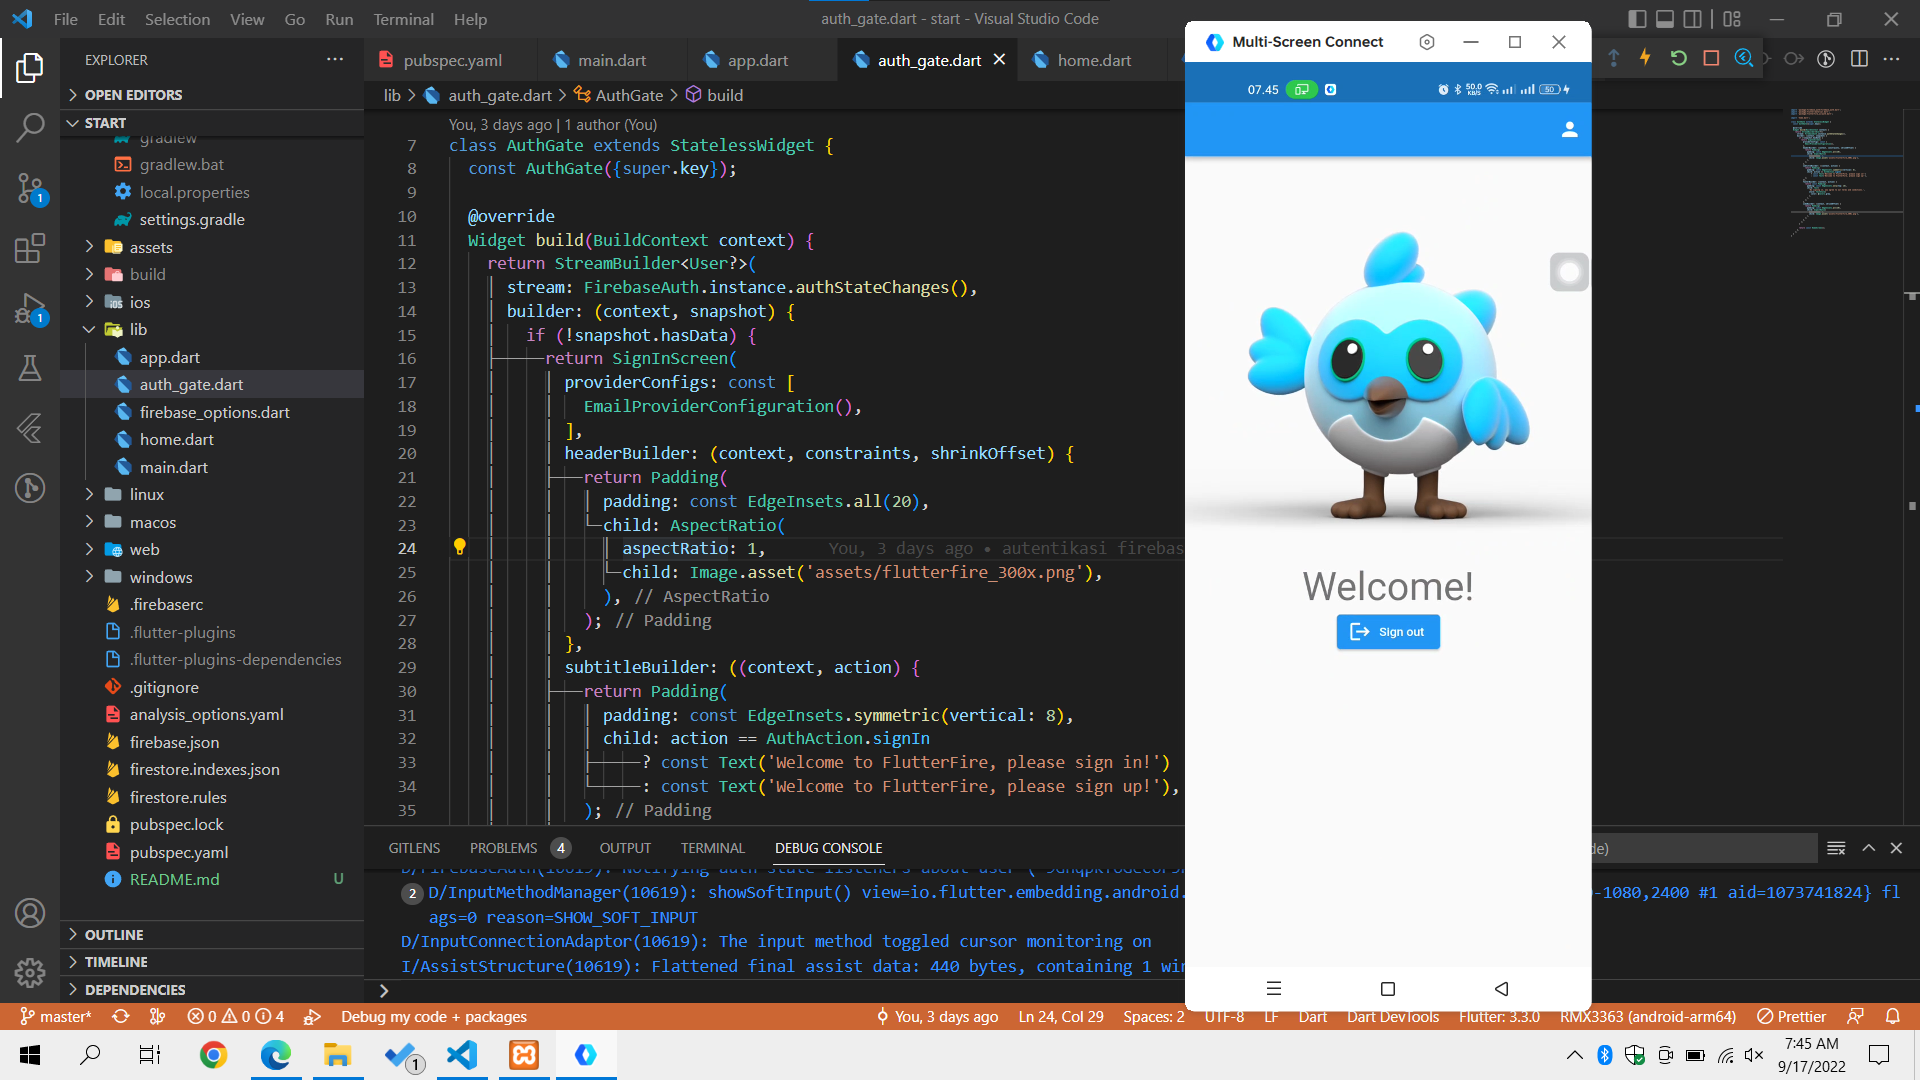 File Edit Selection View Go Run Terminal Help
auth_gate.dart - start - Visual Studio Code
EXPLORER
OPEN EDITORS
START
gradlew
gradlew.bat
local.properties
settings.gradle
assets
build
ios
lib
app.dart
auth_gate.dart
firebase_options.dart
home.dart
main.dart
linux
macos
web
windows
.firebaserc
.flutter-plugins
.flutter-plugins-dependencies
.gitignore
analysis_options.yaml
firebase.json
firestore.indexes.json
firestore.rules
pubspec.lock
pubspec.yaml
README.md U
OUTLINE
TIMELINE
DEPENDENCIES
1
1
pubspec.yaml main.dart app.dart auth_gate.dart home.dart
lib auth_gate.dart AuthGate build
You, 3 days ago | 1 author (You)
7 class AuthGate extends StatelessWidget {
8 const AuthGate({super.key});
9
10 @override
11 Widget build(BuildContext context) {
12 return StreamBuilder<User?>(
13 stream: FirebaseAuth.instance.authStateChanges(),
14 builder: (context, snapshot) {
15 if (!snapshot.hasData) {
16 return SignInScreen(
17 providerConfigs: const [
18 EmailProviderConfiguration(),
19 ],
20 headerBuilder: (context, constraints, shrinkOffset) {
21 return Padding(
22 padding: const EdgeInsets.all(20),
23 child: AspectRatio(
24 aspectRatio: 1, You, 3 days ago • autentikasi firebas
25 child: Image.asset('assets/flutterfire_300x.png'),
26 ), // AspectRatio
27 ); // Padding
28 },
29 subtitleBuilder: ((context, action) {
30 return Padding(
31 padding: const EdgeInsets.symmetric(vertical: 8),
32 child: action == AuthAction.signIn
33 ? const Text('Welcome to FlutterFire, please sign in!')
34 : const Text('Welcome to FlutterFire, please sign up!'),
35 ); // Padding
GITLENS PROBLEMS 4 OUTPUT TERMINAL DEBUG CONSOLE
2 D/InputMethodManager(10619): showSoftInput() view=io.flutter.embedding.android. 0-1080,2400 #1 aid=1073741824} fl
ags=0 reason=SHOW_SOFT_INPUT
D/InputConnectionAdaptor(10619): The input method toggled cursor monitoring on
I/AssistStructure(10619): Flattened final assist data: 440 bytes, containing 1 wi
Multi-Screen Connect
07.45 50.0 KB/S 50
Welcome!
Sign out
master* 0 0 4 Debug my code + packages You, 3 days ago Ln 24, Col 29 Spaces: 2 UTF-8 LF Dart Dart DevTools Flutter: 3.3.0 RMX3363 (android-arm64) Prettier
1
7:45 AM
9/17/2022